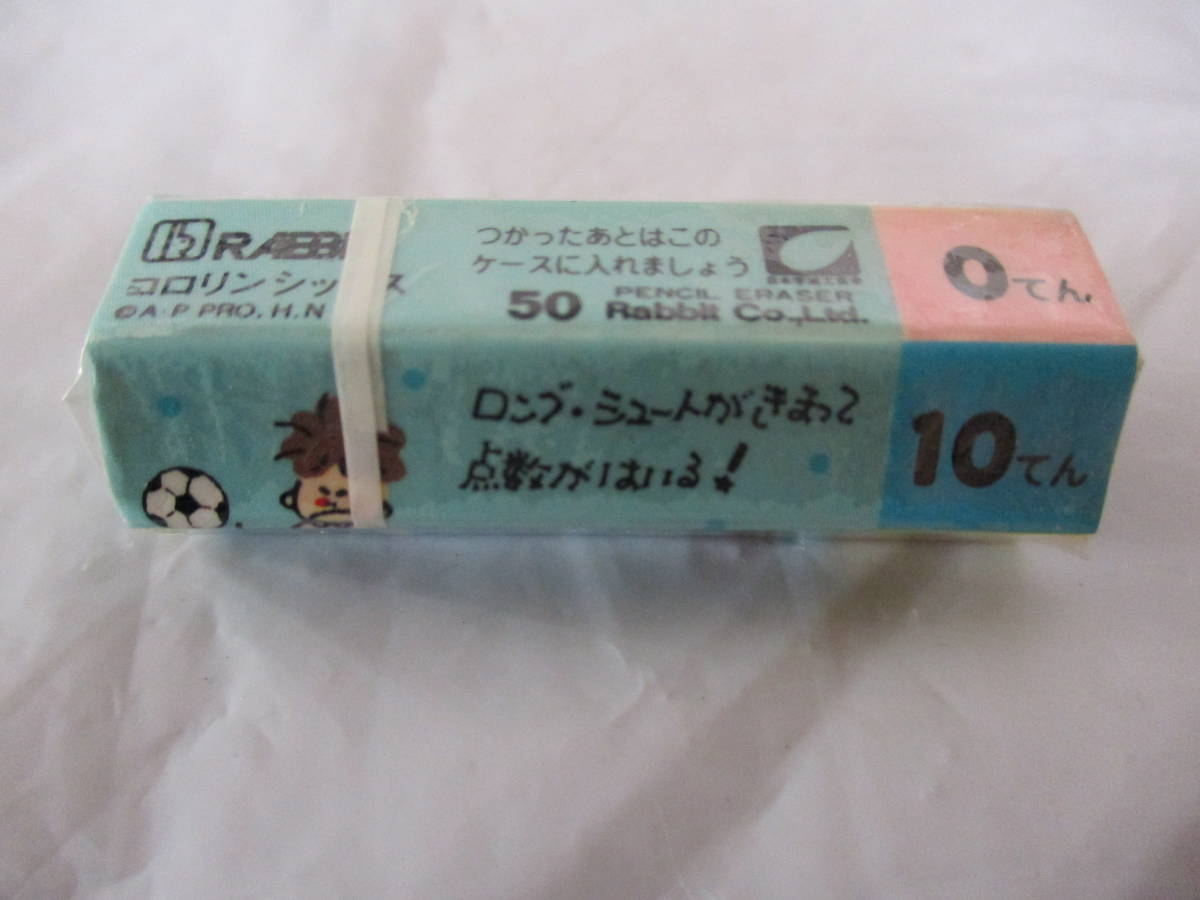 RABBI
コロリンシックス
©A・P PRO, H.N
つかったあとはこの
ケースに入れましょう
50 PENCIL ERASER
Rabbit Co.,Ltd.
0てん
ロング・シュートがきまって
点数がはいる!
10てん